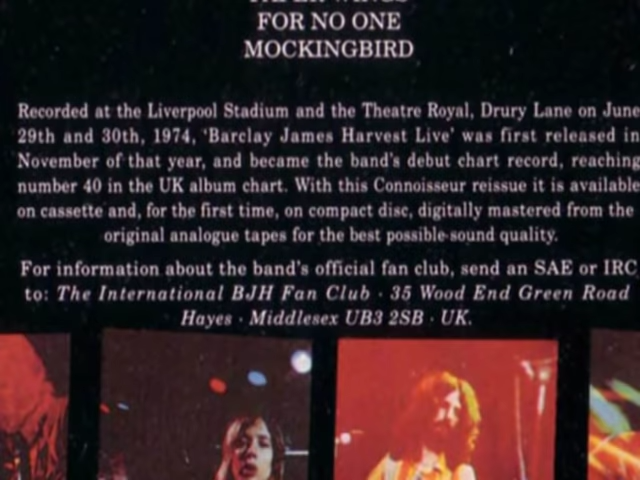 PAPER WINGS
FOR NO ONE
MOCKINGBIRD
Recorded at the Liverpool Stadium and the Theatre Royal, Drury Lane on June
29th and 30th, 1974, 'Barclay James Harvest Live' was first released in
November of that year, and became the band's debut chart record, reaching
number 40 in the UK album chart. With this Connoisseur reissue it is available
on cassette and, for the first time, on compact disc, digitally mastered from the
original analogue tapes for the best possible sound quality.
For information about the band's official fan club, send an SAE or IRC
to: The International BJH Fan Club · 35 Wood End Green Road
Hayes · Middlesex UB3 2SB · UK.